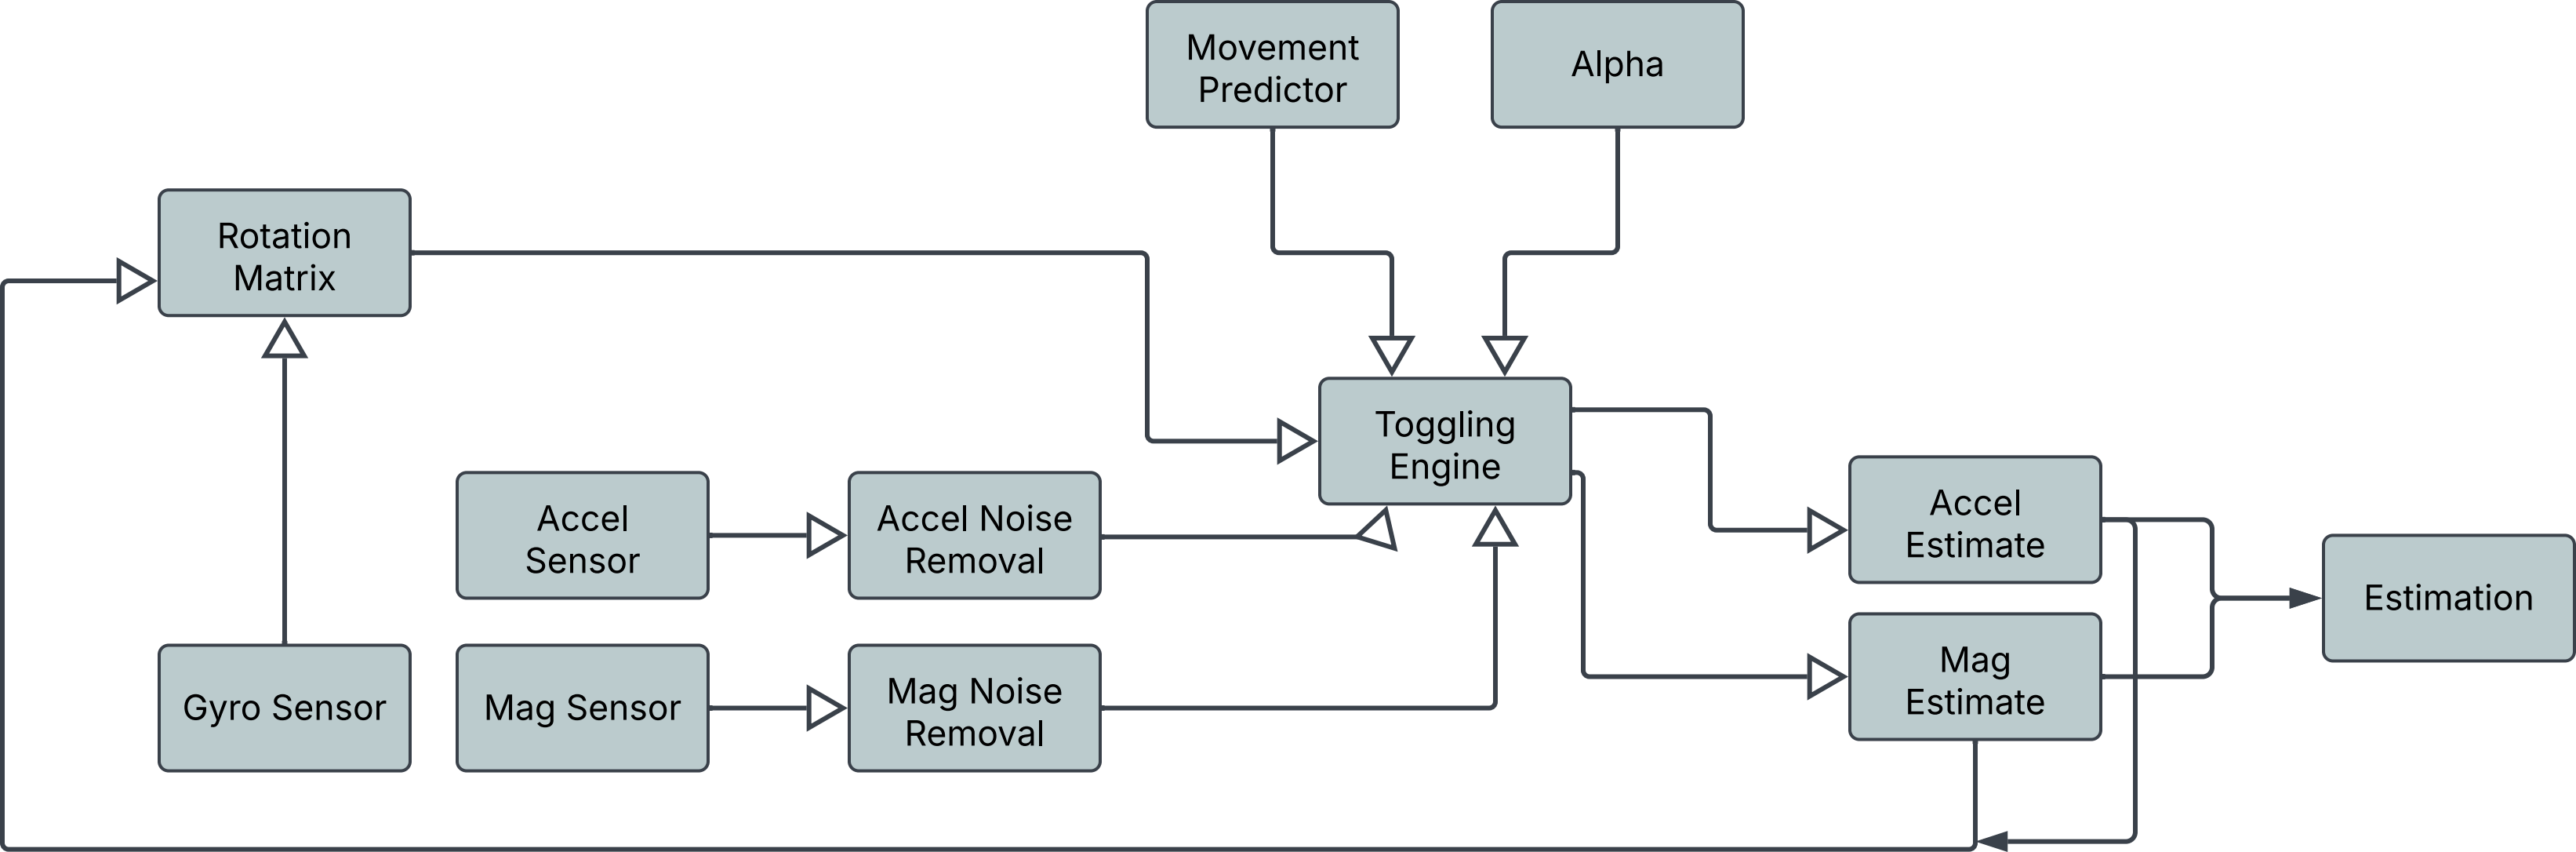 Movement
Predictor
Alpha
Rotation
Matrix
Toggling
Engine
Accel
Sensor
Accel Noise
Removal
Accel
Estimate
Estimation
Gyro Sensor
Mag Sensor
Mag Noise
Removal
Mag
Estimate